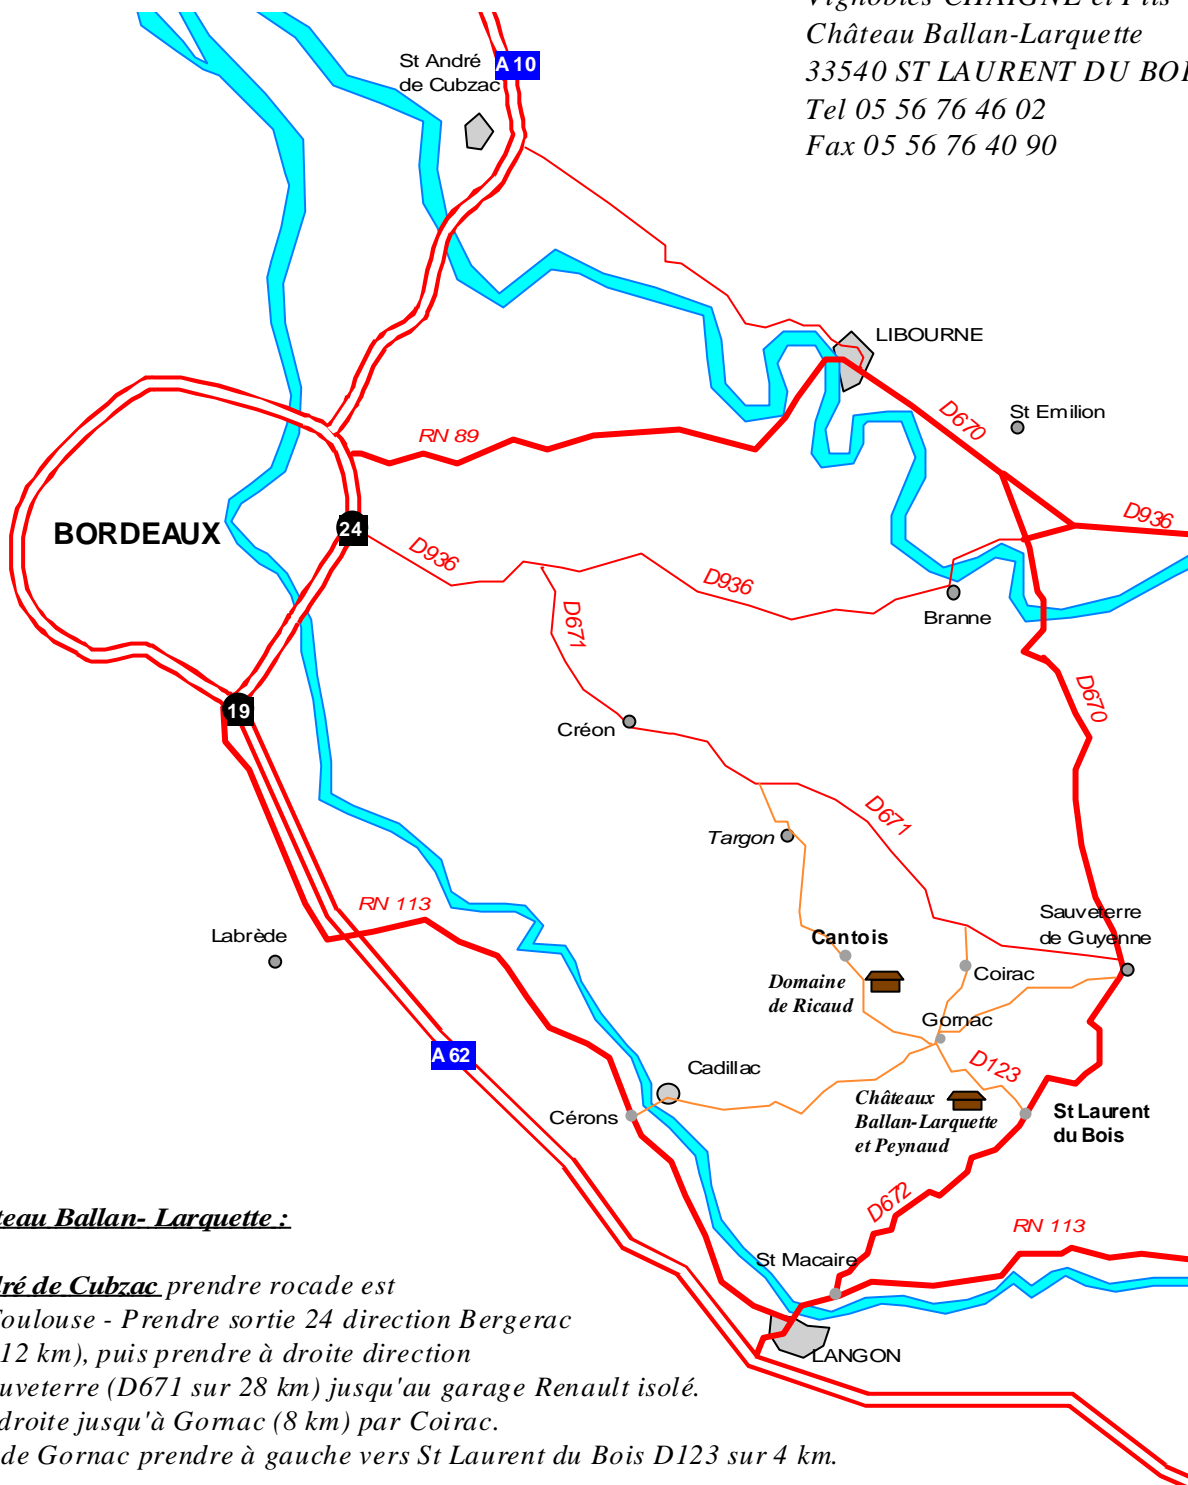 Château Ballan-Larquette
33540 ST LAURENT DU
Tel 05 56 76 46 02
Fax 05 56 76 40 90
St André
de Cubzac
A 10
LIBOURNE
St Emilion
D670
RN 89
D936
BORDEAUX
24
D936
D936
Branne
D671
D670
19
Créon
D671
Targon
RN 113
Labrède
Sauveterre
de Guyenne
Cantois
Coirac
Domaine
de Ricaud
Gornac
A 62
D123
Cadillac
Châteaux
Ballan-Larquette
et Peynaud
Cérons
St Laurent
du Bois
D672
RN 113
St Macaire
LANGON
Ballan- Larquette :
de Cubzac prendre rocade est
Toulouse - Prendre sortie 24 direction Bergerac
12 km), puis prendre à droite direction
(D671 sur 28 km) jusqu'au garage Renault isolé.
droite jusqu'à Gornac (8 km) par Coirac.
de Gornac prendre à gauche vers St Laurent du Bois D123 sur 4 km.